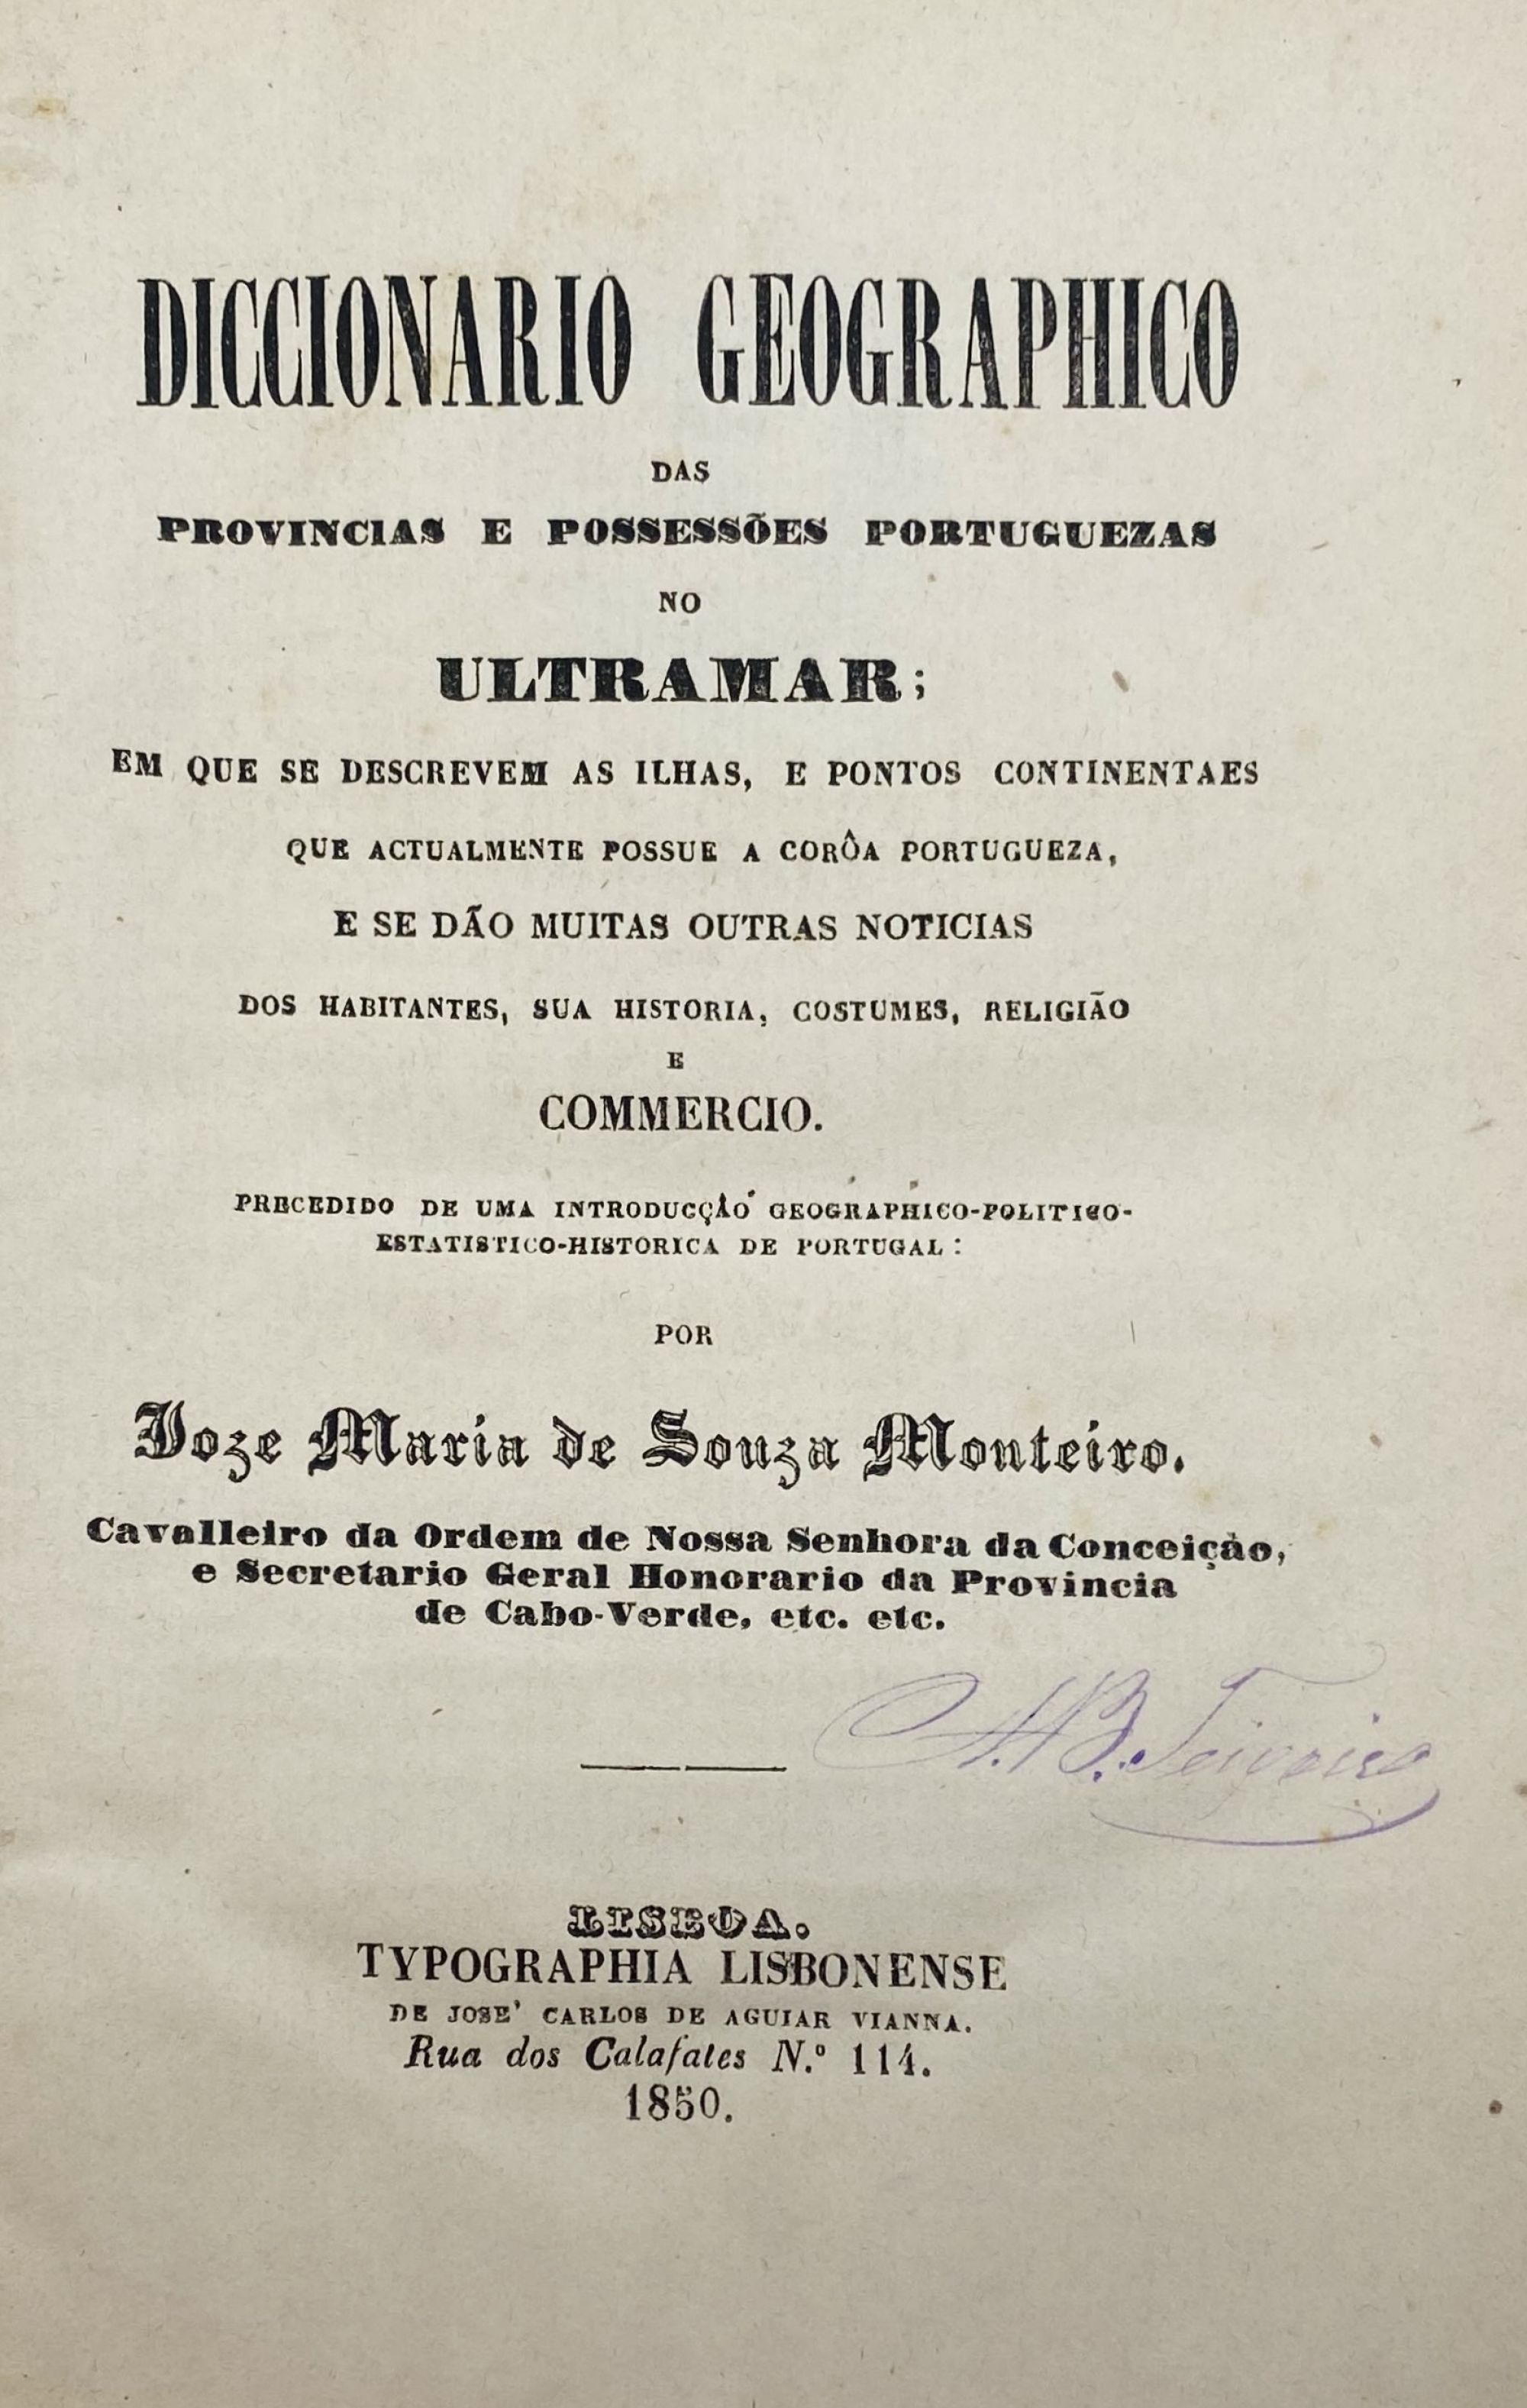 DICCIONARIO GEOGRAPHICO
DAS
PROVINCIAS E POSSESSÕES PORTUGUEZAS
NO
ULTRAMAR;
EM QUE SE DESCREVEM AS ILHAS, E PONTOS CONTINENTAES
QUE ACTUALMENTE POSSUE A CORÔA PORTUGUEZA,
E SE DÃO MUITAS OUTRAS NOTICIAS
DOS HABITANTES, SUA HISTORIA, COSTUMES, RELIGIÃO
E
COMMERCIO.
PRECEDIDO DE UMA INTRODUCÇÃO GEOGRAPHICO-POLITICO-
ESTATISTICO-HISTORICA DE PORTUGAL:
POR
Joze Maria de Souza Monteiro.
Cavalleiro da Ordem de Nossa Senhora da Conceição,
e Secretario Geral Honorario da Provincia
de Cabo-Verde, etc. etc.
A. B. Teixeira
LISBOA.
TYPOGRAPHIA LISBONENSE
DE JOSE' CARLOS DE AGUIAR VIANNA.
Rua dos Calafates N.º 114.
1850.